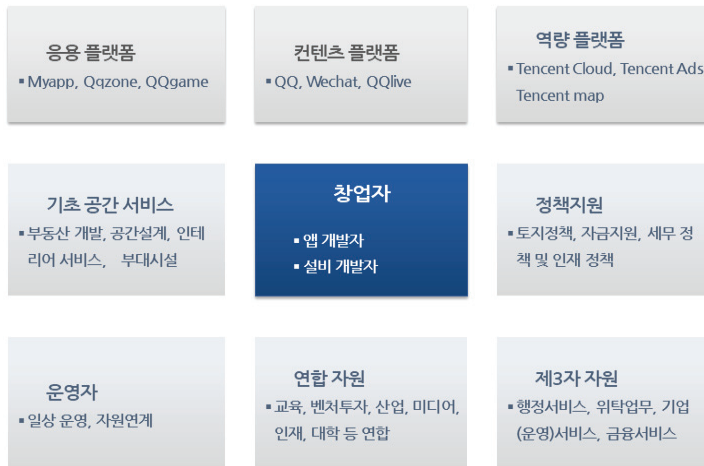 응용 플랫폼
▪ Myapp, Qqzone, QQgame
컨텐츠 플랫폼
▪ QQ, Wechat, QQlive
역량 플랫폼
▪ Tencent Cloud, Tencent Ads
Tencent map
기초 공간 서비스
▪ 부동산 개발, 공간설계, 인테
리어 서비스, 부대시설
창업자
▪ 앱 개발자
▪ 설비 개발자
정책지원
▪ 토지정책, 자금지원, 세무 정
책 및 인재 정책
운영자
▪ 일상 운영, 자원연계
연합 자원
▪ 교육, 벤처투자, 산업, 미디어,
인재, 대학 등 연합
제3자 자원
▪ 행정서비스, 위탁업무, 기업
(운영)서비스, 금융서비스